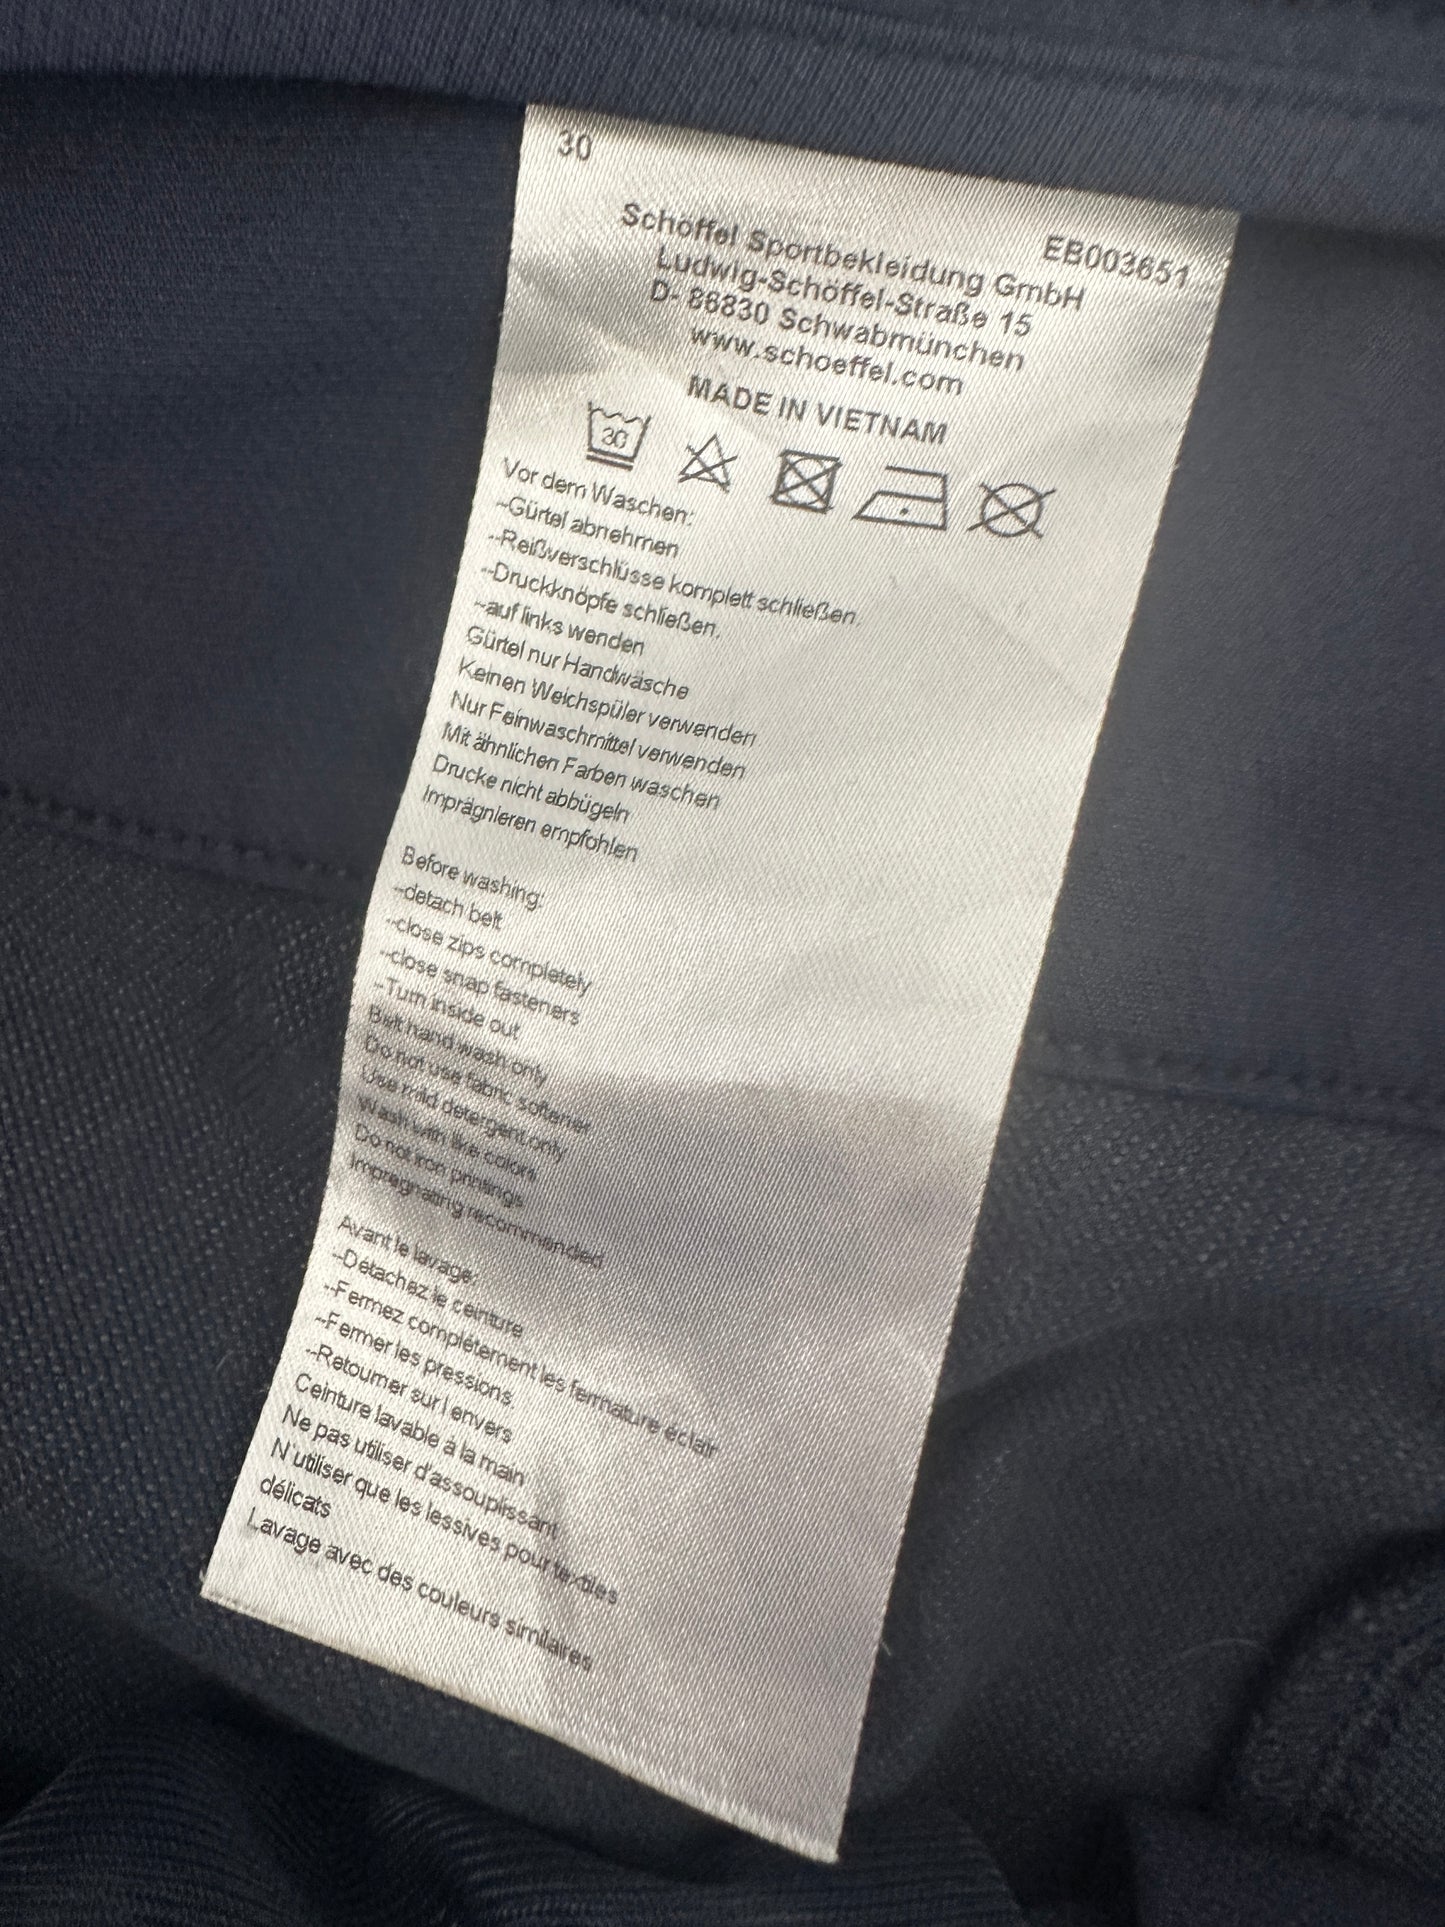 30
EB003651
Schöffel Sportbekleidung GmbH
Ludwig-Schöffel-Straße 15
D- 86830 Schwabmünchen
www.schoeffel.com
MADE IN VIETNAM
30
Vor dem Waschen:
--Gürtel abnehmen
--Reißverschlüsse komplett schließen.
--Druckknöpfe schließen.
--auf links wenden
Gürtel nur Handwäsche
Keinen Weichspüler verwenden
Nur Feinwaschmittel verwenden
Mit ähnlichen Farben waschen
Drucke nicht abbügeln
Imprägnieren empfohlen
Before washing:
--detach belt
--close zips completely
--close snap fasteners
--Turn inside out
Belt hand wash only
Do not use fabric softener
Use mild detergent only
Wash with like colors
Do not iron printings
Impregnating recommended
Avant le lavage:
--Détachez le ceinture
--Fermez complétement les fermature éclair
--Fermer les pressions
--Retourner sur l envers
Ceinture lavable à la main
Ne pas utiliser d'assouplissant
N´utiliser que les lessives pour textiles
délicats
Lavage avec des couleurs similaires